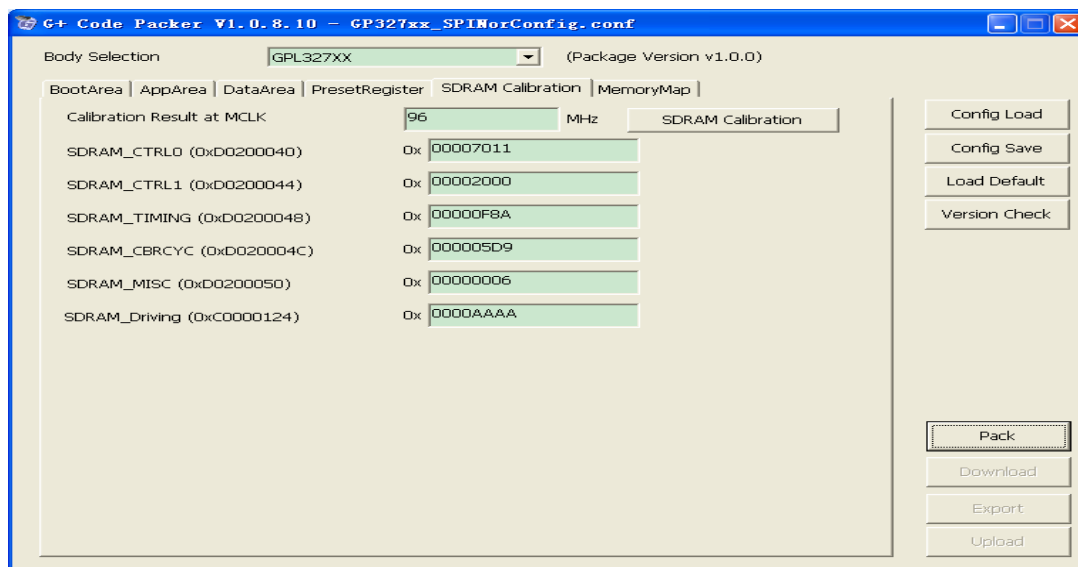 G+ Code Packer V1.0.8.10 - GP327xx_SPINorConfig.conf
Body Selection GPL327XX (Package Version v1.0.0)
BootArea AppArea DataArea PresetRegister SDRAM Calibration MemoryMap
Calibration Result at MCLK 96 MHz SDRAM Calibration
SDRAM_CTRL0 (0xD0200040) 0x 00007011
SDRAM_CTRL1 (0xD0200044) 0x 00002000
SDRAM_TIMING (0xD0200048) 0x 00000F8A
SDRAM_CBRCYC (0xD020004C) 0x 000005D9
SDRAM_MISC (0xD0200050) 0x 00000006
SDRAM_Driving (0xC0000124) 0x 0000AAAA
Config Load
Config Save
Load Default
Version Check
Pack
Download
Export
Upload